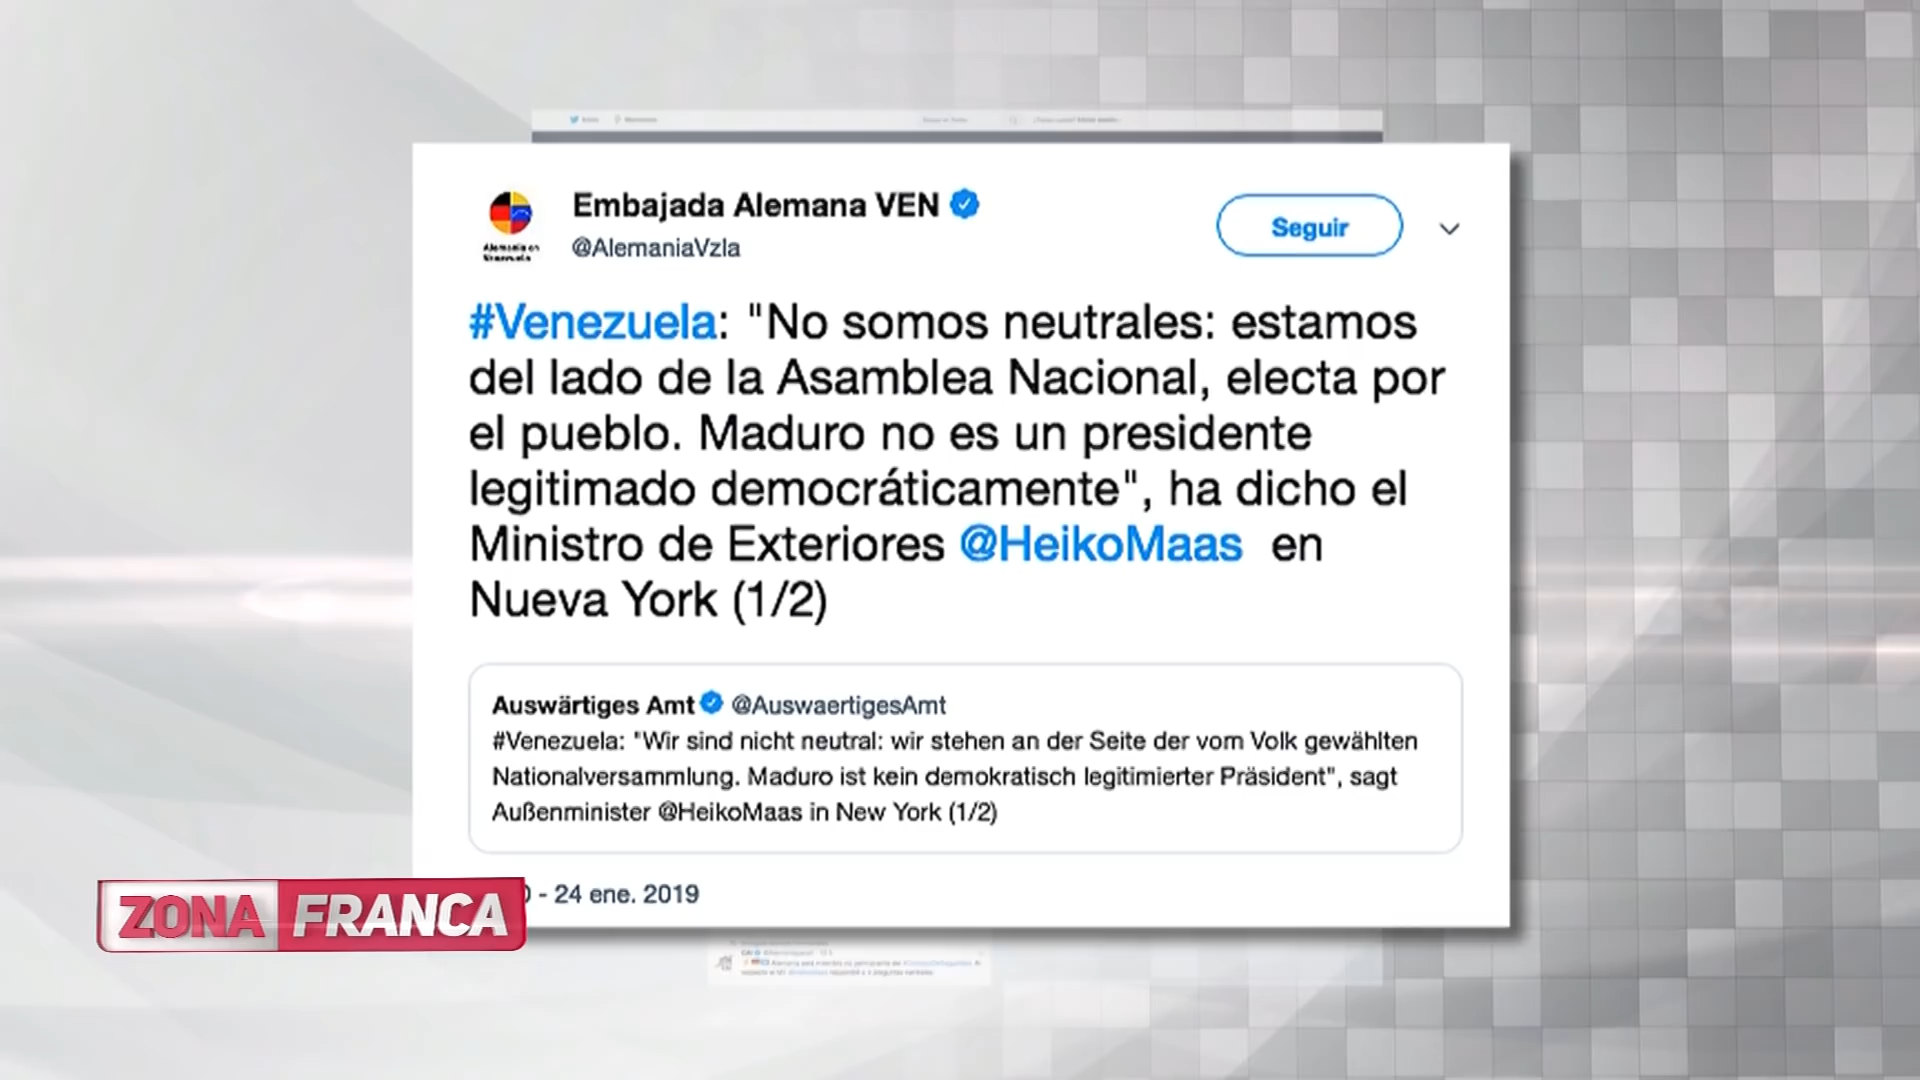 Embajada Alemana VEN
@AlemaniaVzla
Seguir
Alemania en
Venezuela
#Venezuela: "No somos neutrales: estamos
del lado de la Asamblea Nacional, electa por
el pueblo. Maduro no es un presidente
legitimado democráticamente", ha dicho el
Ministro de Exteriores @HeikoMaas en
Nueva York (1/2)
Auswärtiges Amt @AuswaertigesAmt
#Venezuela: "Wir sind nicht neutral: wir stehen an der Seite der vom Volk gewählten
Nationalversammlung. Maduro ist kein demokratisch legitimierter Präsident", sagt
Außenminister @HeikoMaas in New York (1/2)
- 24 ene. 2019
ZONA FRANCA